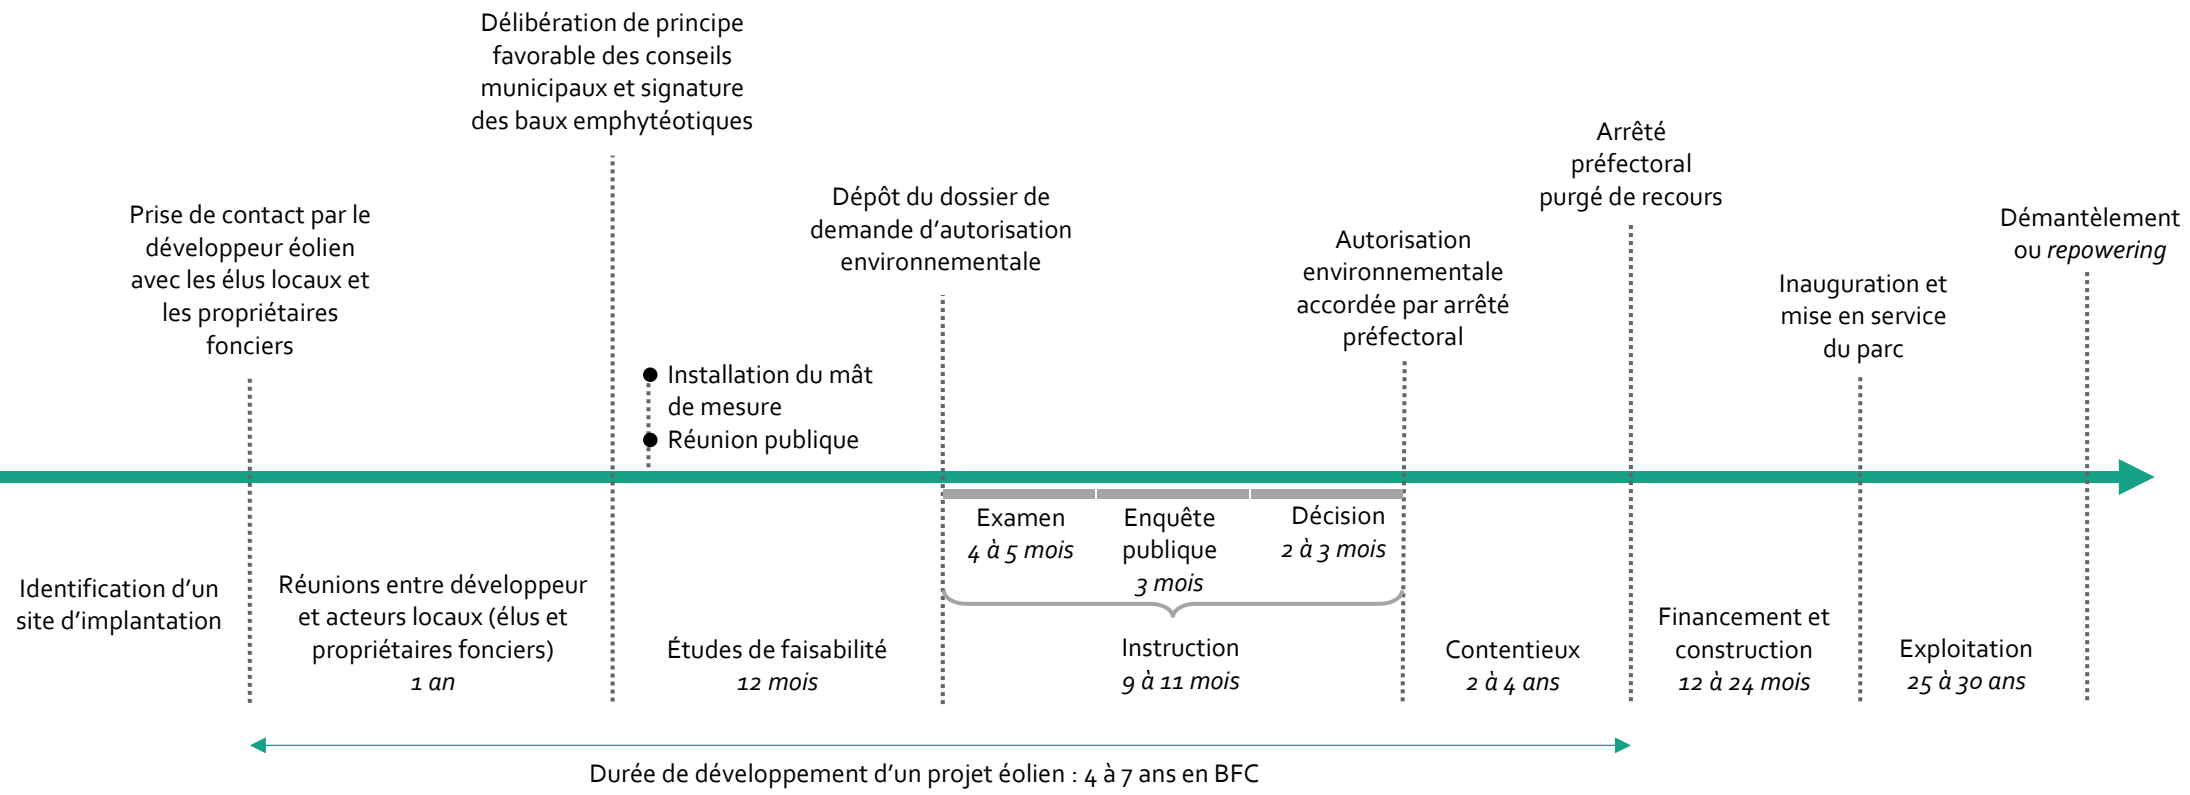 Délibération de principe
favorable des conseils
municipaux et signature
des baux emphytéotiques
Prise de contact par le
développeur éolien
avec les élus locaux et
les propriétaires
fonciers
Installation du mât
de mesure
Réunion publique
Dépôt du dossier de
demande d’autorisation
environnementale
Autorisation
environnementale
accordée par arrêté
préfectoral
Arrêté
préfectoral
purgé de recours
Inauguration et
mise en service
du parc
Démantèlement
ou repowering
Identification d’un
site d’implantation
Réunions entre développeur
et acteurs locaux (élus et
propriétaires fonciers)
1 an
Études de faisabilité
12 mois
Examen
4 à 5 mois
Enquête
publique
3 mois
Décision
2 à 3 mois
Instruction
9 à 11 mois
Contentieux
2 à 4 ans
Financement et
construction
12 à 24 mois
Exploitation
25 à 30 ans
Durée de développement d’un projet éolien : 4 à 7 ans en BFC